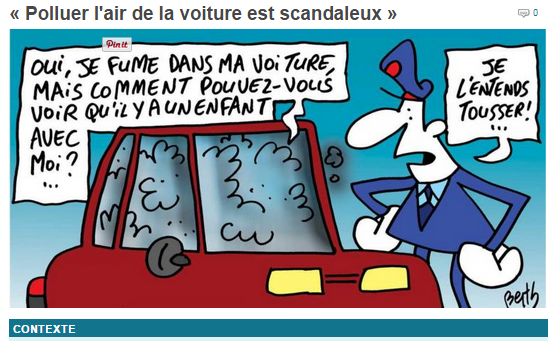 « Polluer l'air de la voiture est scandaleux »
0
Pin it
OUI, JE FUME DANS MA VOITURE,
MAIS COMMENT POUVEZ-VOUS
VOIR QU'IL Y A UN ENFANT
AVEC
MOI?
...
JE
L'ENTENDS
TOUSSER!
...
Berth
CONTEXTE